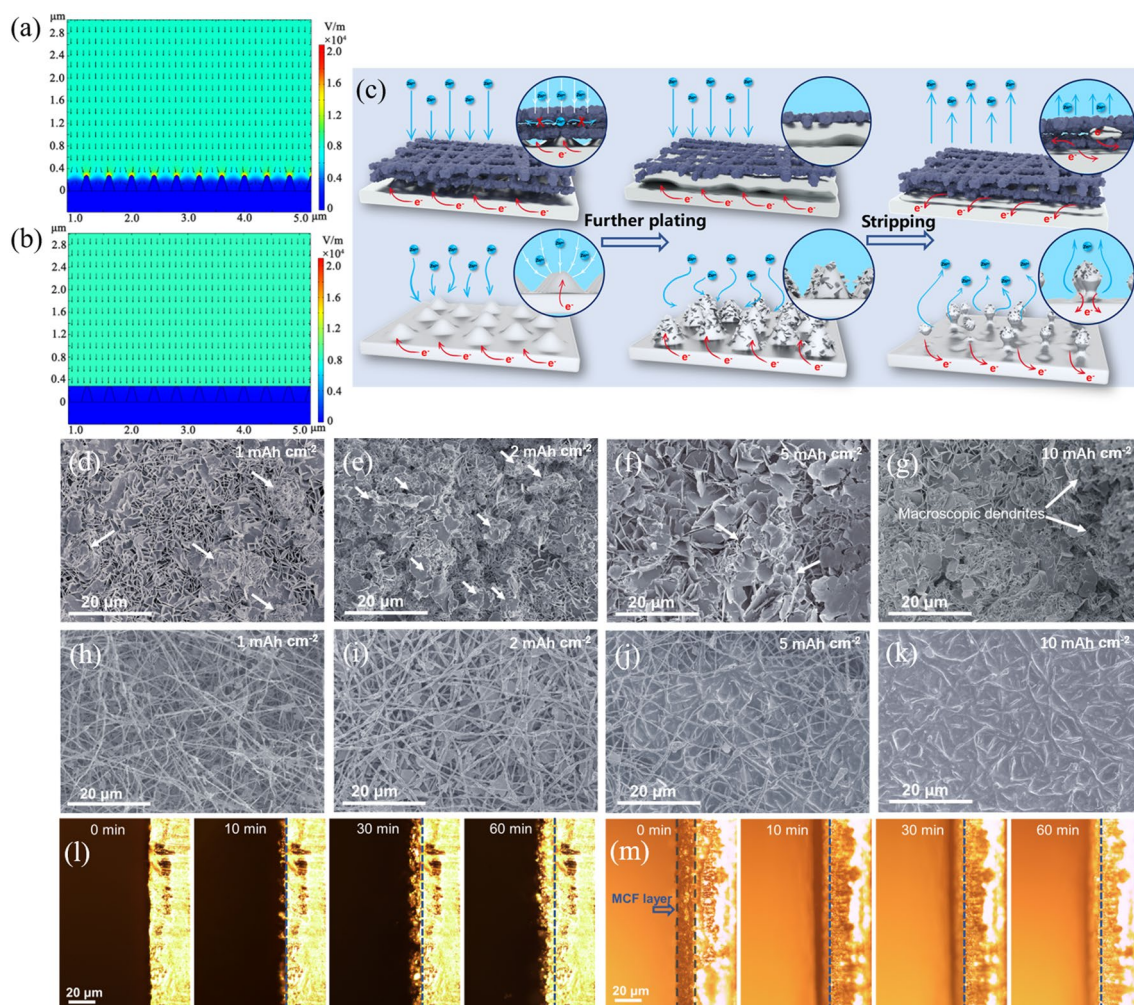 (a)
µm
2.8
2.4
2.0
1.6
1.2
0.8
0.4
0
1.0 2.0 3.0 4.0 5.0
µm
V/m
×10⁴
2.0
1.6
1.2
0.8
0.4
0
(b)
µm
2.8
2.4
2.0
1.6
1.2
0.8
0.4
0
1.0 2.0 3.0 4.0 5.0
µm
V/m
×10⁴
2.0
1.6
1.2
0.8
0.4
0
(c)
e⁻
e⁻ e⁻ e⁻ e⁻
e⁻ e⁻ e⁻ e⁻
e⁻ e⁻ e⁻ e⁻
Further plating
Stripping
e⁻
e⁻
e⁻ e⁻ e⁻ e⁻
e⁻ e⁻ e⁻ e⁻
e⁻ e⁻ e⁻ e⁻
(d)
1 mAh cm⁻²
20 µm
(e)
2 mAh cm⁻²
20 µm
(f)
5 mAh cm⁻²
20 µm
(g)
10 mAh cm⁻²
Macroscopic dendrites
20 µm
(h)
1 mAh cm⁻²
20 µm
(i)
2 mAh cm⁻²
20 µm
(j)
5 mAh cm⁻²
20 µm
(k)
10 mAh cm⁻²
20 µm
(l)
0 min
10 min
30 min
60 min
20 µm
(m)
0 min
10 min
30 min
60 min
MCF layer
20 µm